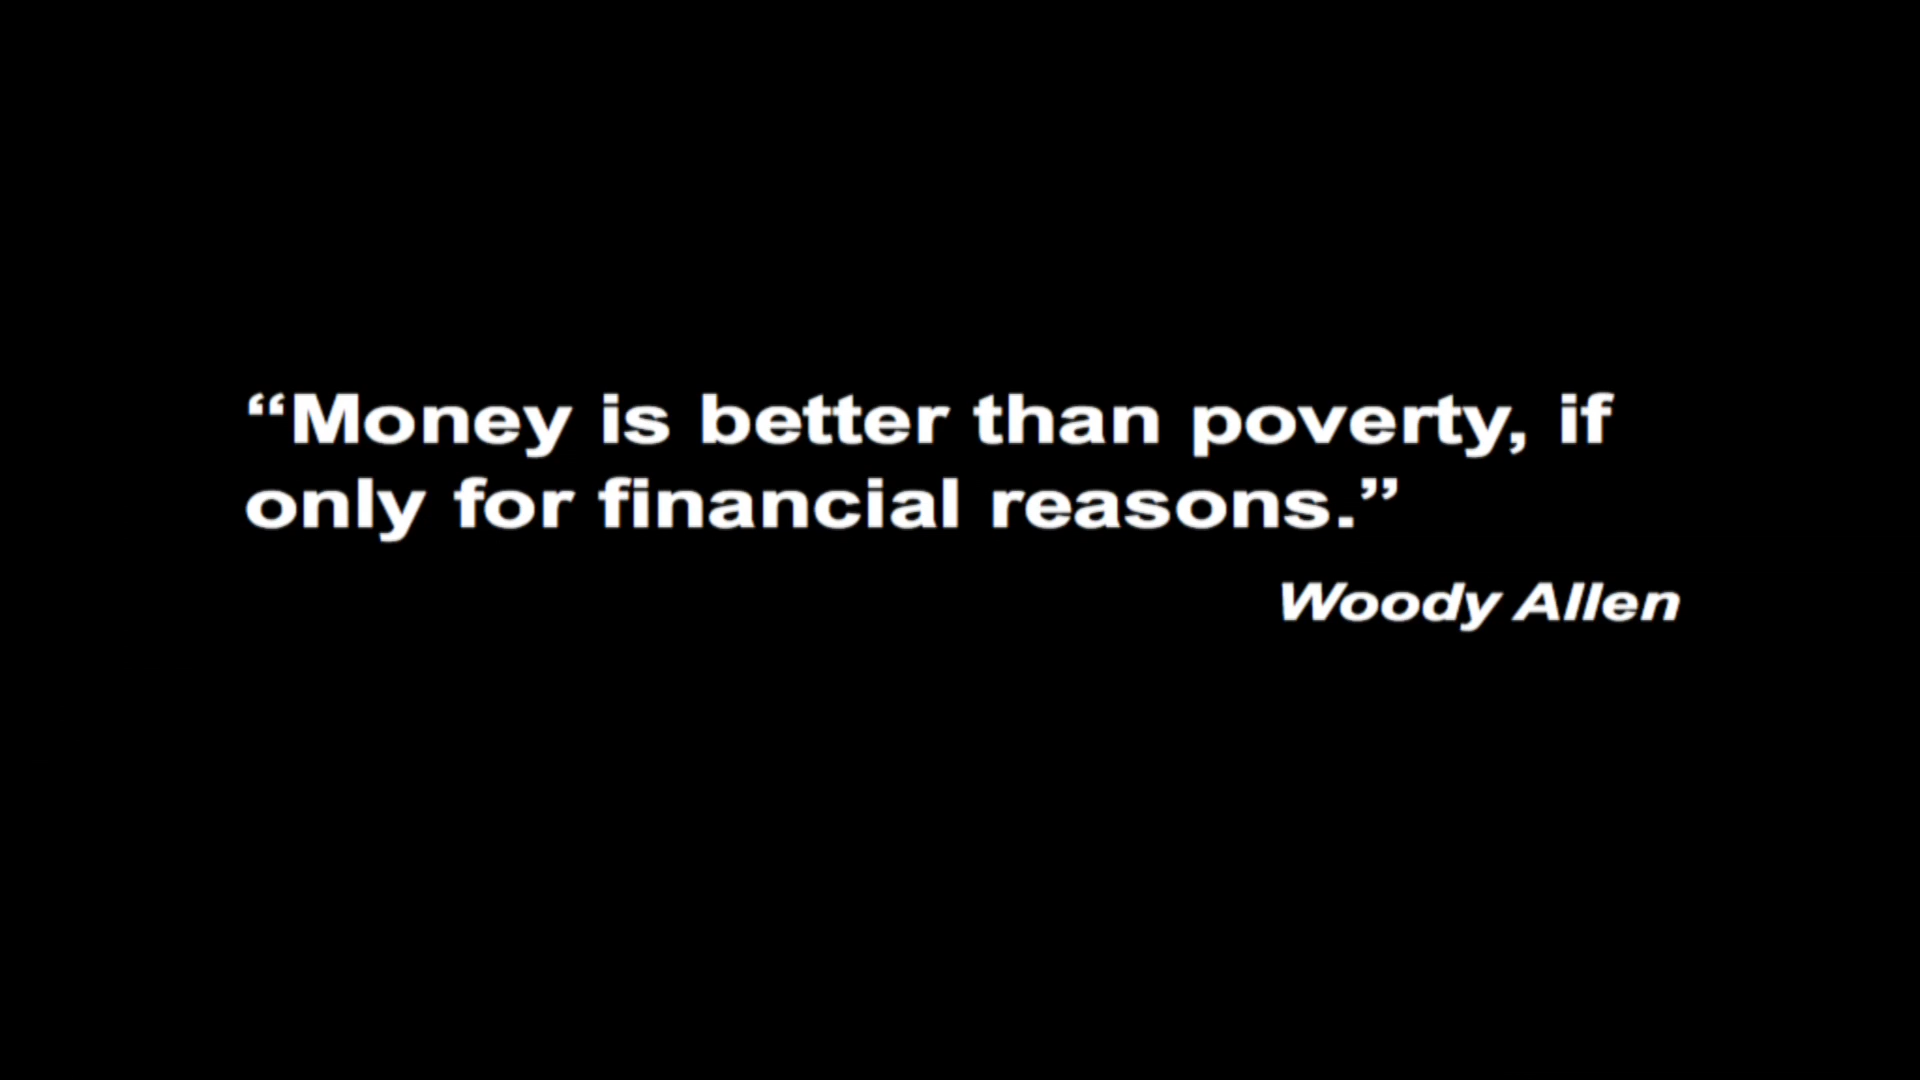 “Money is better than poverty, if
only for financial reasons.”
Woody Allen